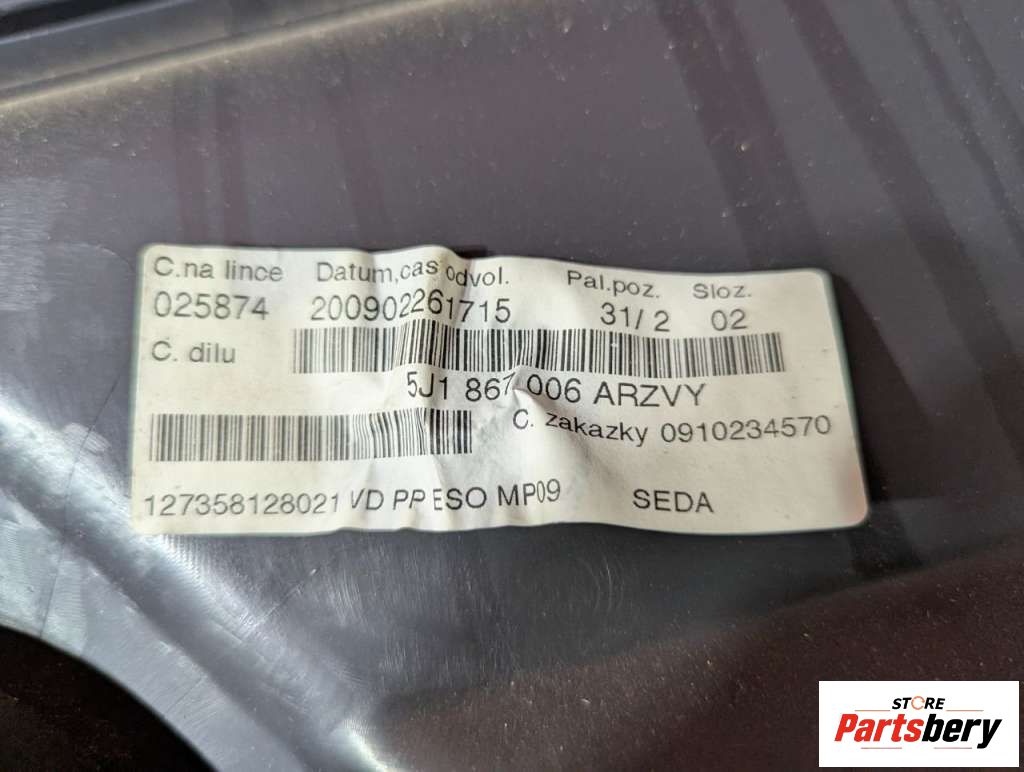 C.na lince Datum,cas odvol. Pal.poz. Sloz.
025874 200902261715 31/2 02
C. dilu
5J1 867 006 ARZVY
C. zakazky 0910234570
127358128021 VD PP ESO MP09 SEDA
STORE
Partsbery